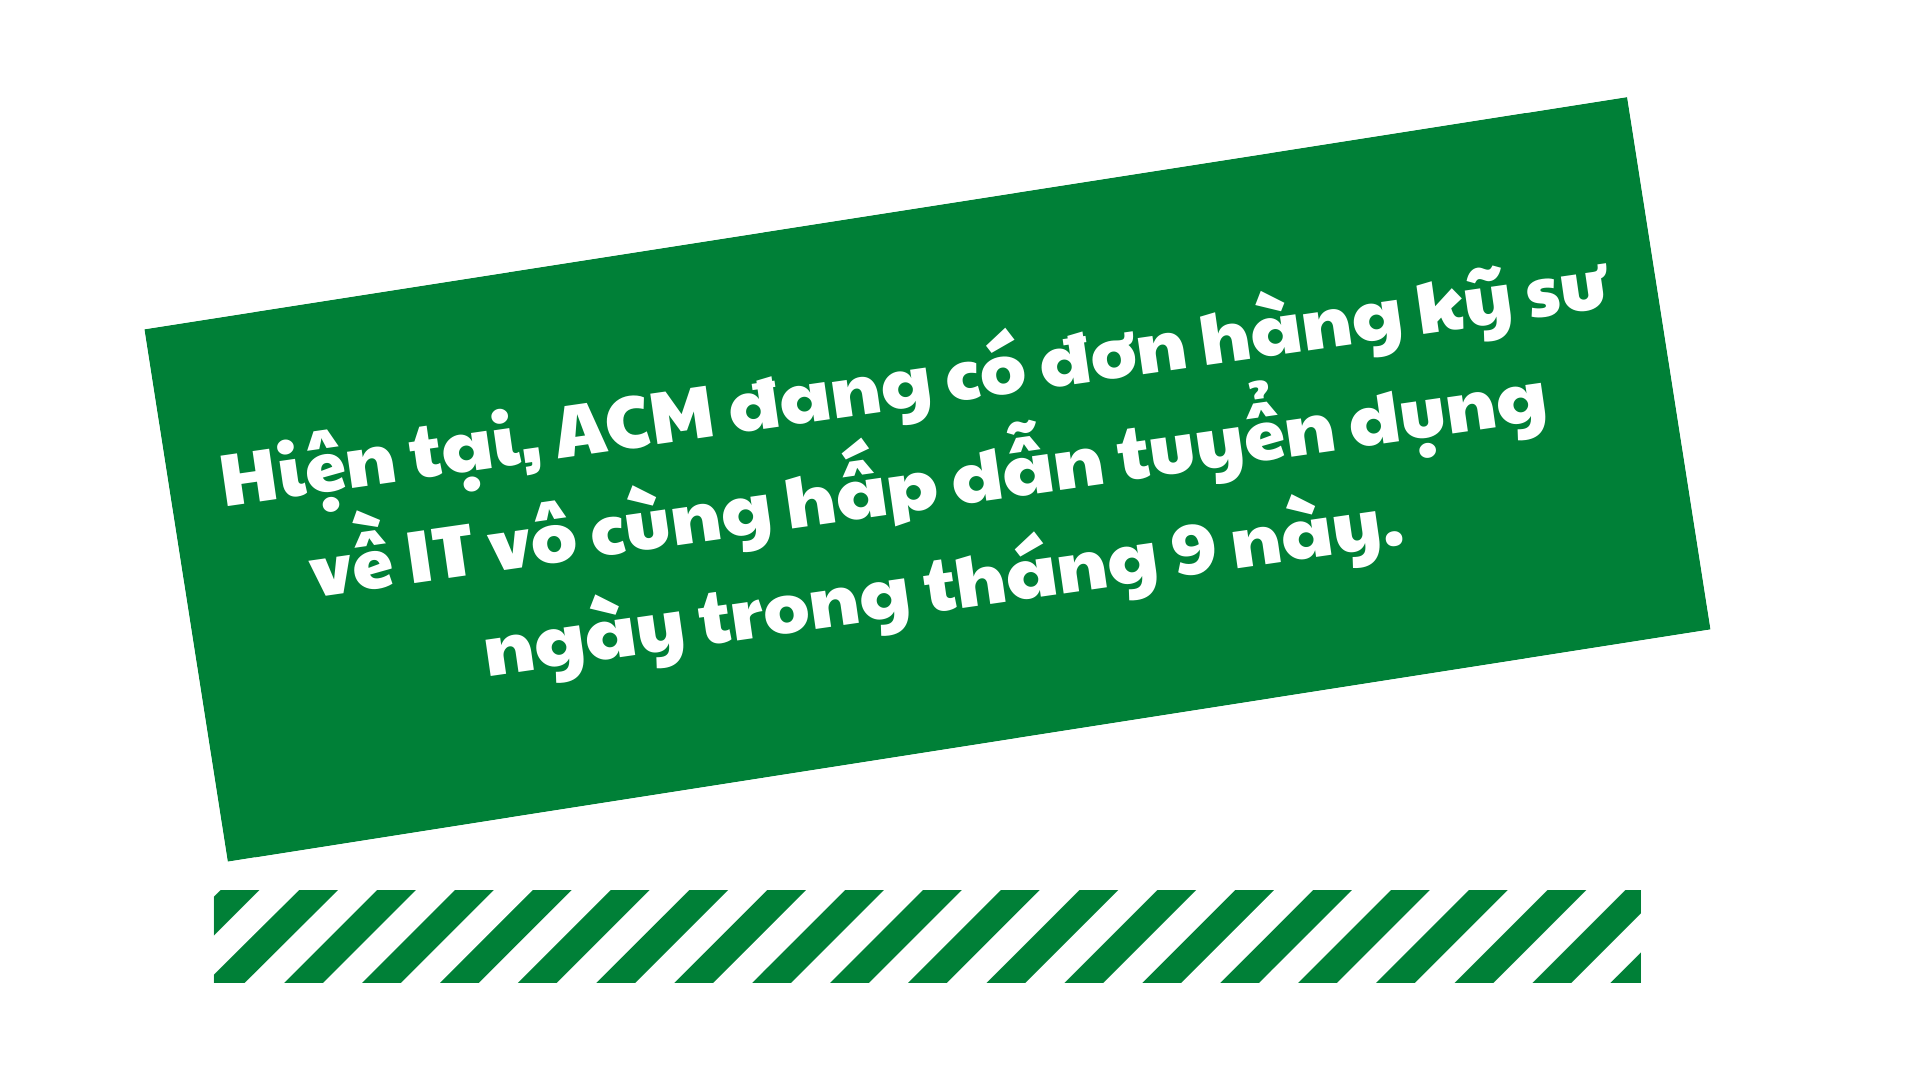 Hiện tại, ACM đang có đơn hàng kỹ sư
về IT vô cùng hấp dẫn tuyển dụng
ngày trong tháng 9 này.